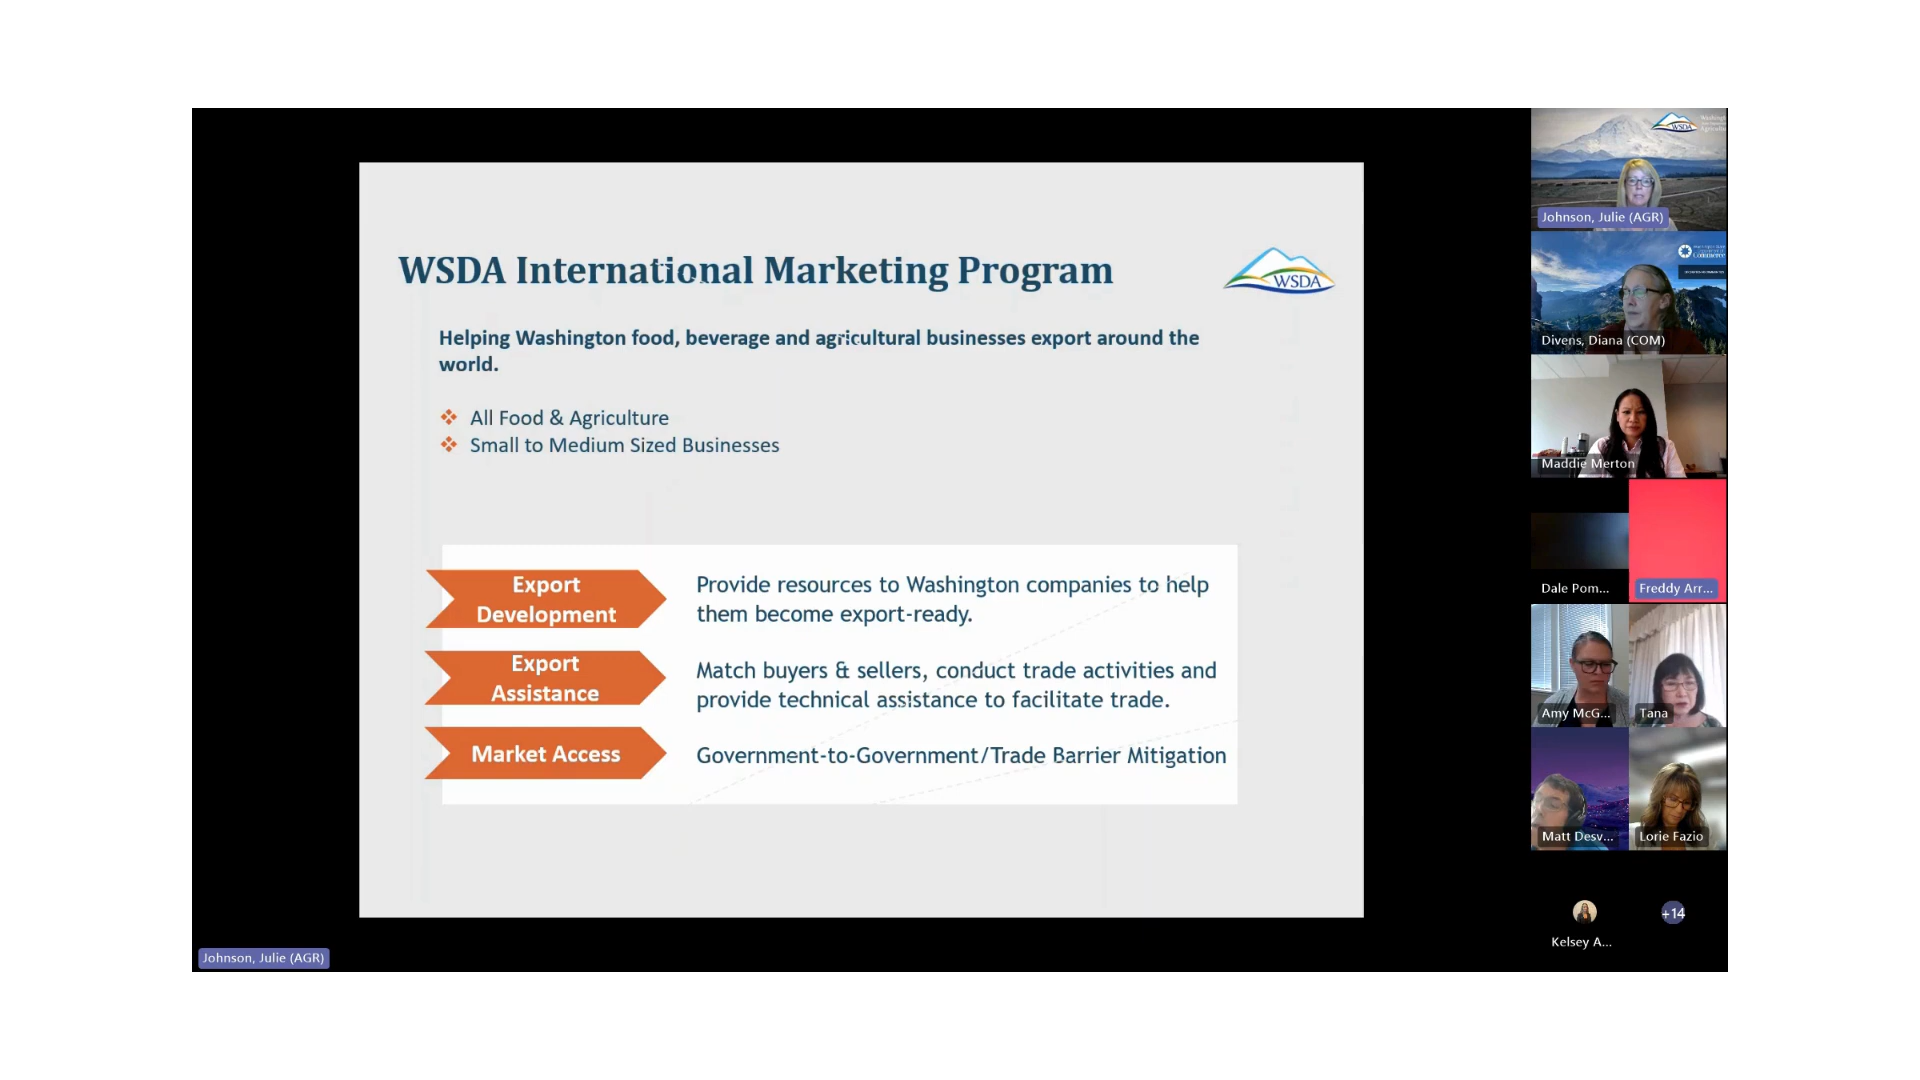 WSDA International Marketing Program
WSDA
Helping Washington food, beverage and agricultural businesses export around the
world.
All Food & Agriculture
Small to Medium Sized Businesses
Export
Development
Provide resources to Washington companies to help
them become export-ready.
Export
Assistance
Match buyers & sellers, conduct trade activities and
provide technical assistance to facilitate trade.
Market Access
Government-to-Government/Trade Barrier Mitigation
Johnson, Julie (AGR)
WSDA
Johnson, Julie (AGR)
Commerce
Divens, Diana (COM)
Maddie Merton
Dale Pom...
Freddy Arr...
Amy McG...
Tana
Matt Desv...
Lorie Fazio
Kelsey A...
+14